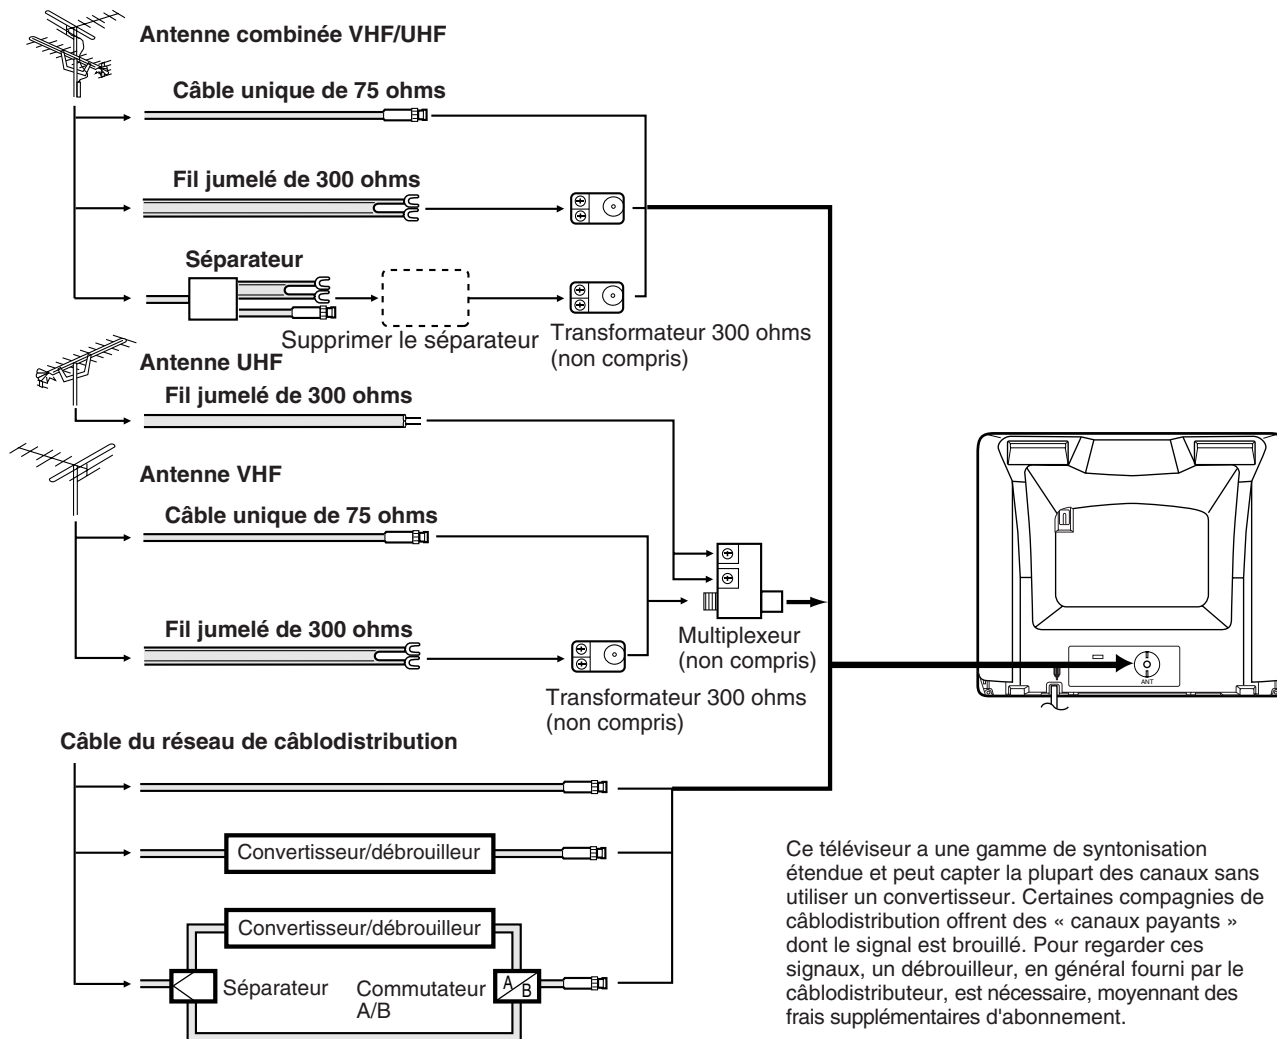 Antenne combinée VHF/UHF
Câble unique de 75 ohms
Fil jumelé de 300 ohms
Séparateur
Supprimer le séparateur
Transformateur 300 ohms
(non compris)
Antenne UHF
Fil jumelé de 300 ohms
Antenne VHF
Câble unique de 75 ohms
Fil jumelé de 300 ohms
Multiplexeur
(non compris)
Transformateur 300 ohms
(non compris)
ANT
Câble du réseau de câblodistribution
Convertisseur/débrouilleur
Convertisseur/débrouilleur
Séparateur
Commutateur
A/B
A
B
Ce téléviseur a une gamme de syntonisation
étendue et peut capter la plupart des canaux sans
utiliser un convertisseur. Certaines compagnies de
câblodistribution offrent des « canaux payants »
dont le signal est brouillé. Pour regarder ces
signaux, un débrouilleur, en général fourni par le
câblodistributeur, est nécessaire, moyennant des
frais supplémentaires d'abonnement.